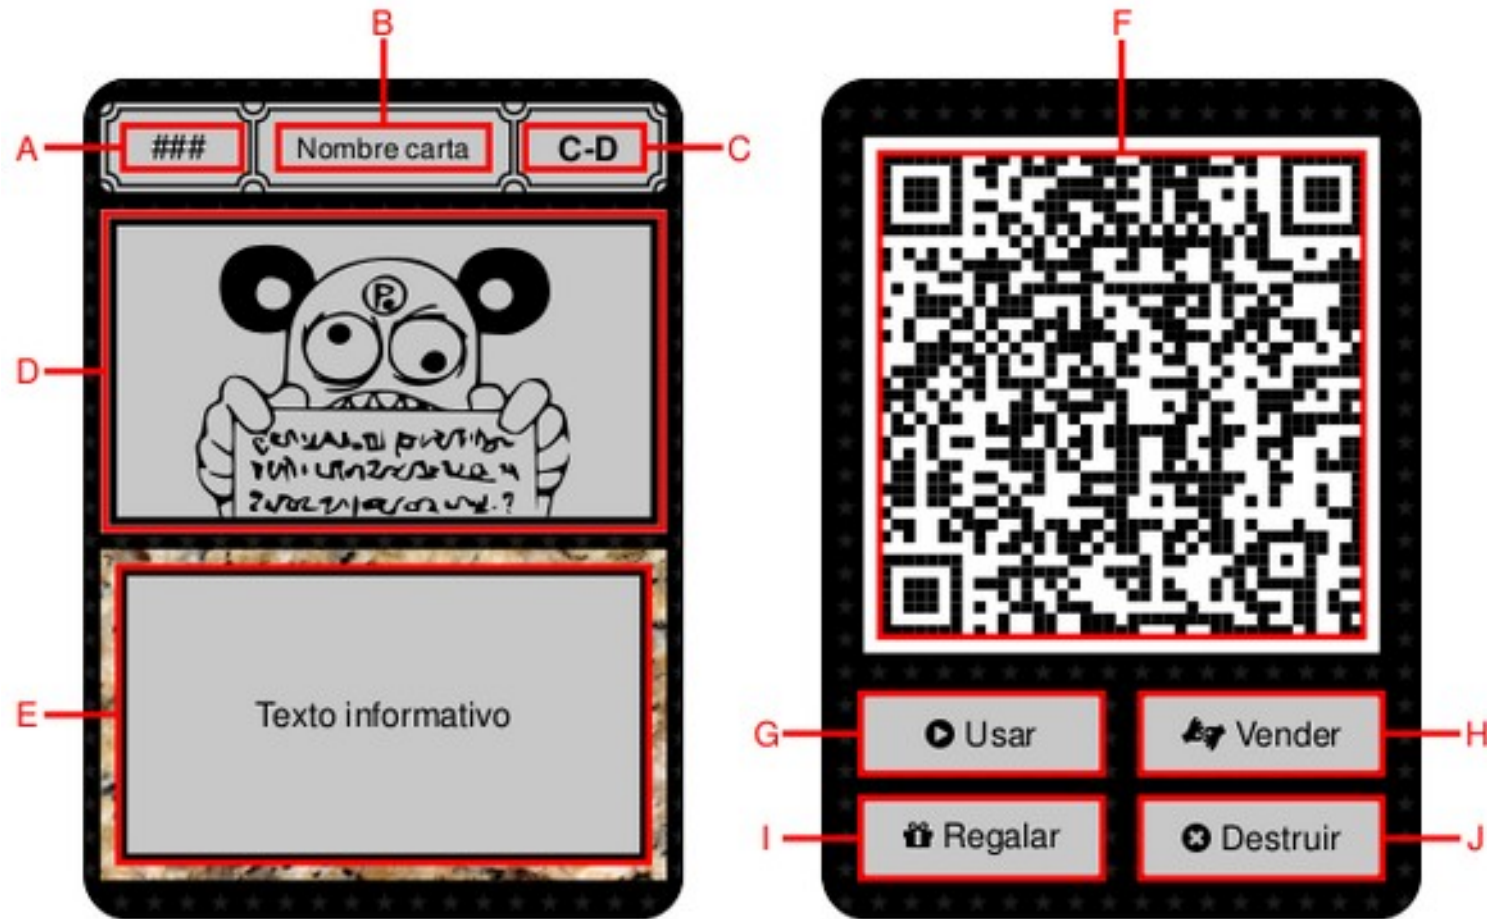 B
F
A
###
Nombre carta
C-D
C
D
E
Texto informativo
G
Usar
Vender
H
I
Regalar
Destruir
J